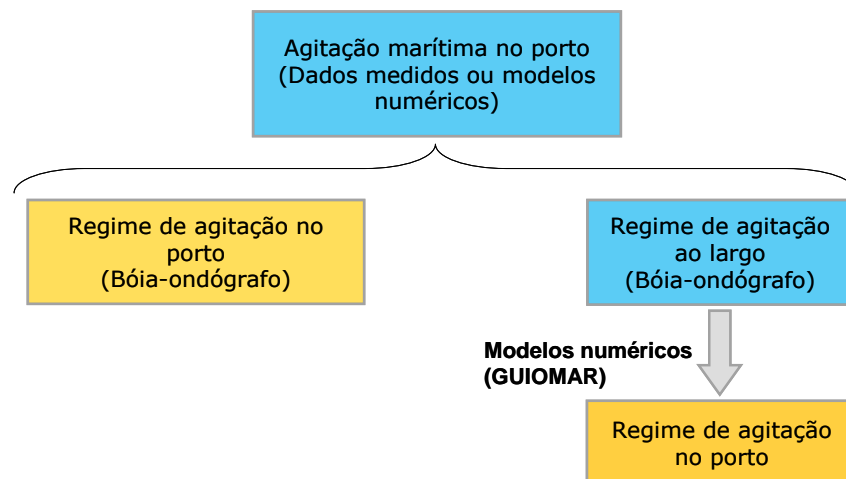 Agitação marítima no porto
(Dados medidos ou modelos
numéricos)
Regime de agitação no
porto
(Bóia-ondógrafo)
Regime de agitação
ao largo
(Bóia-ondógrafo)
Modelos numéricos
(GUIOMAR)
Regime de agitação
no porto